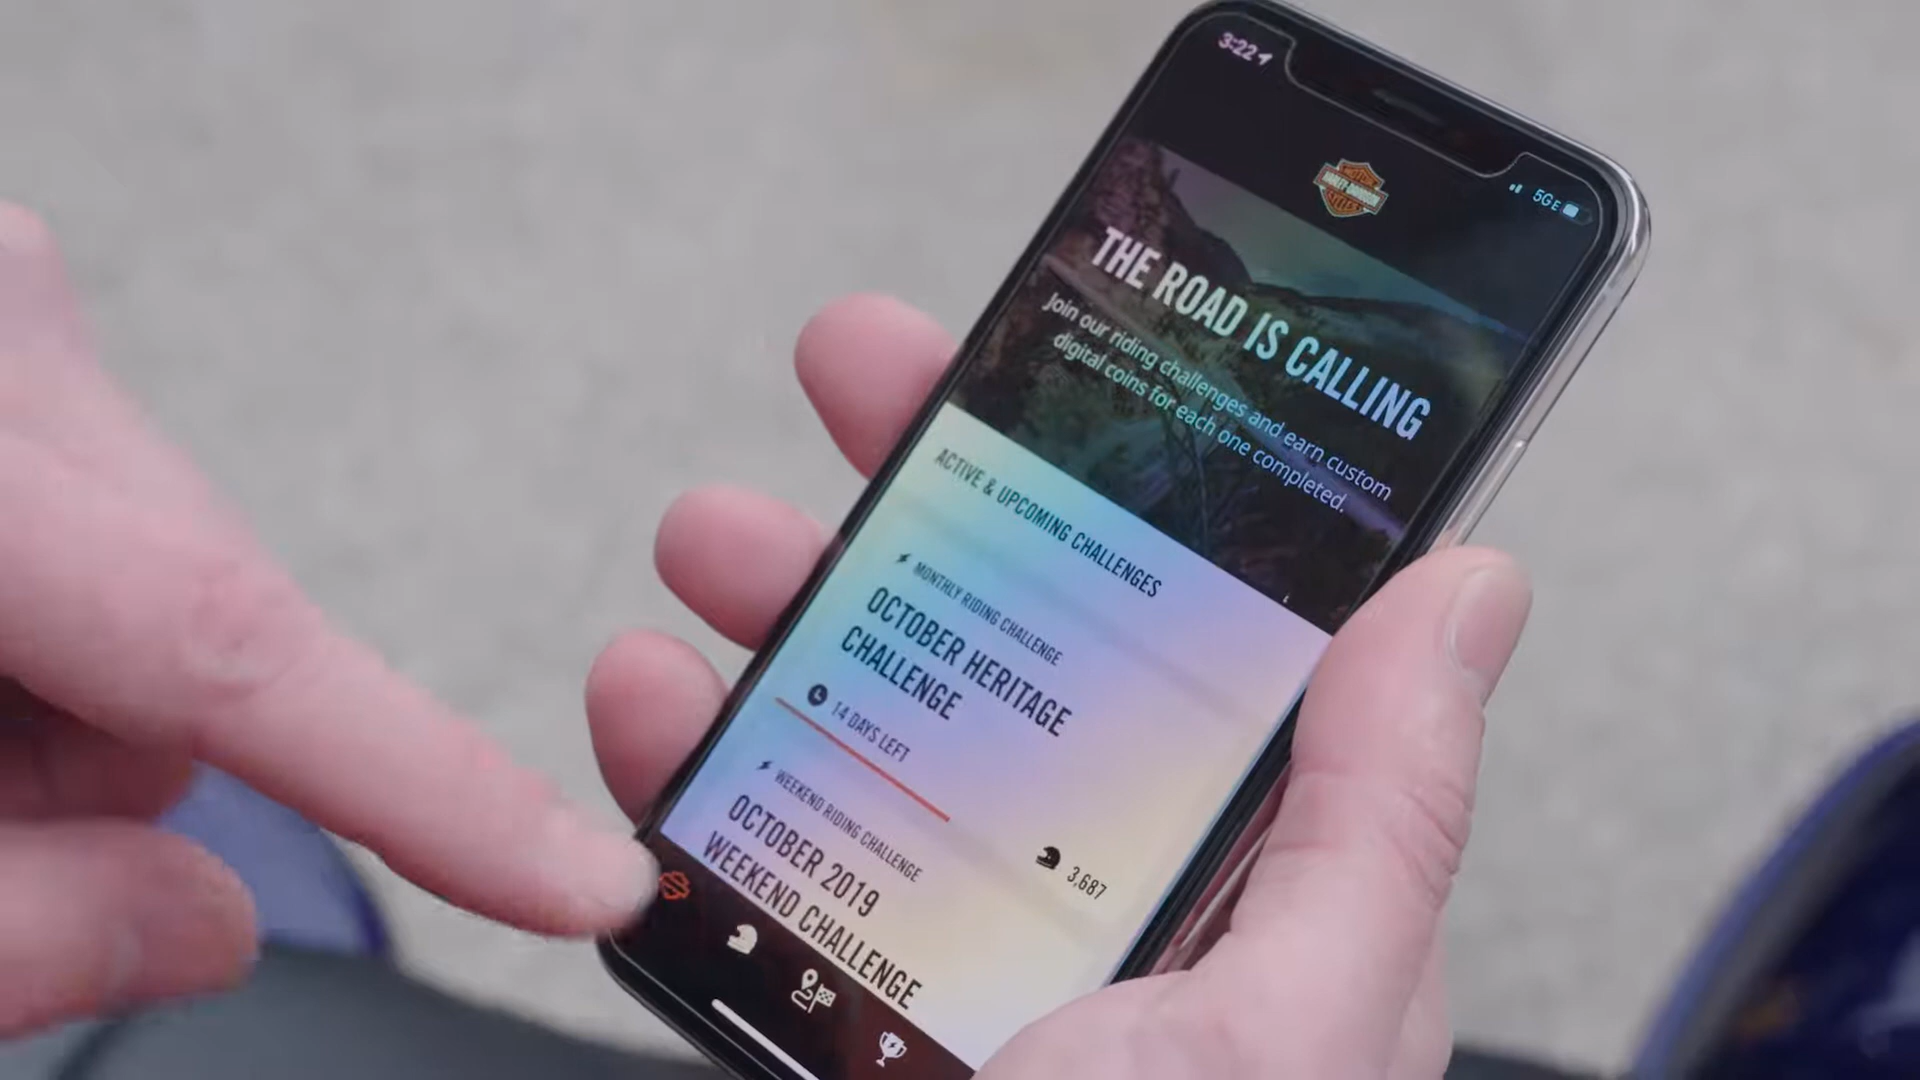 3:22
5GE
HARLEY-DAVIDSON
THE ROAD IS CALLING
Join our riding challenges and earn custom
digital coins for each one completed.
ACTIVE & UPCOMING CHALLENGES
MONTHLY RIDING CHALLENGE
OCTOBER HERITAGE
CHALLENGE
14 DAYS LEFT
3,687
WEEKEND RIDING CHALLENGE
OCTOBER 2019
WEEKEND CHALLENGE